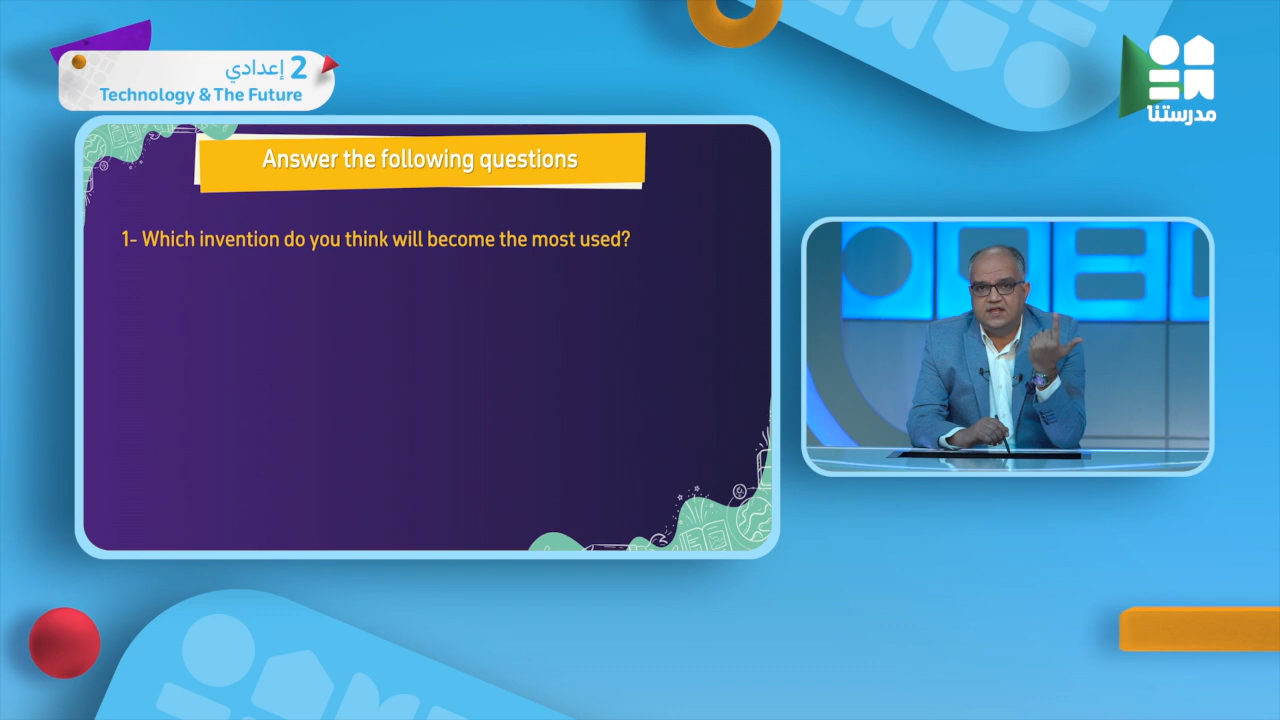 2 إعدادي
Technology & The Future
مدرستنا
Answer the following questions
1- Which invention do you think will become the most used?